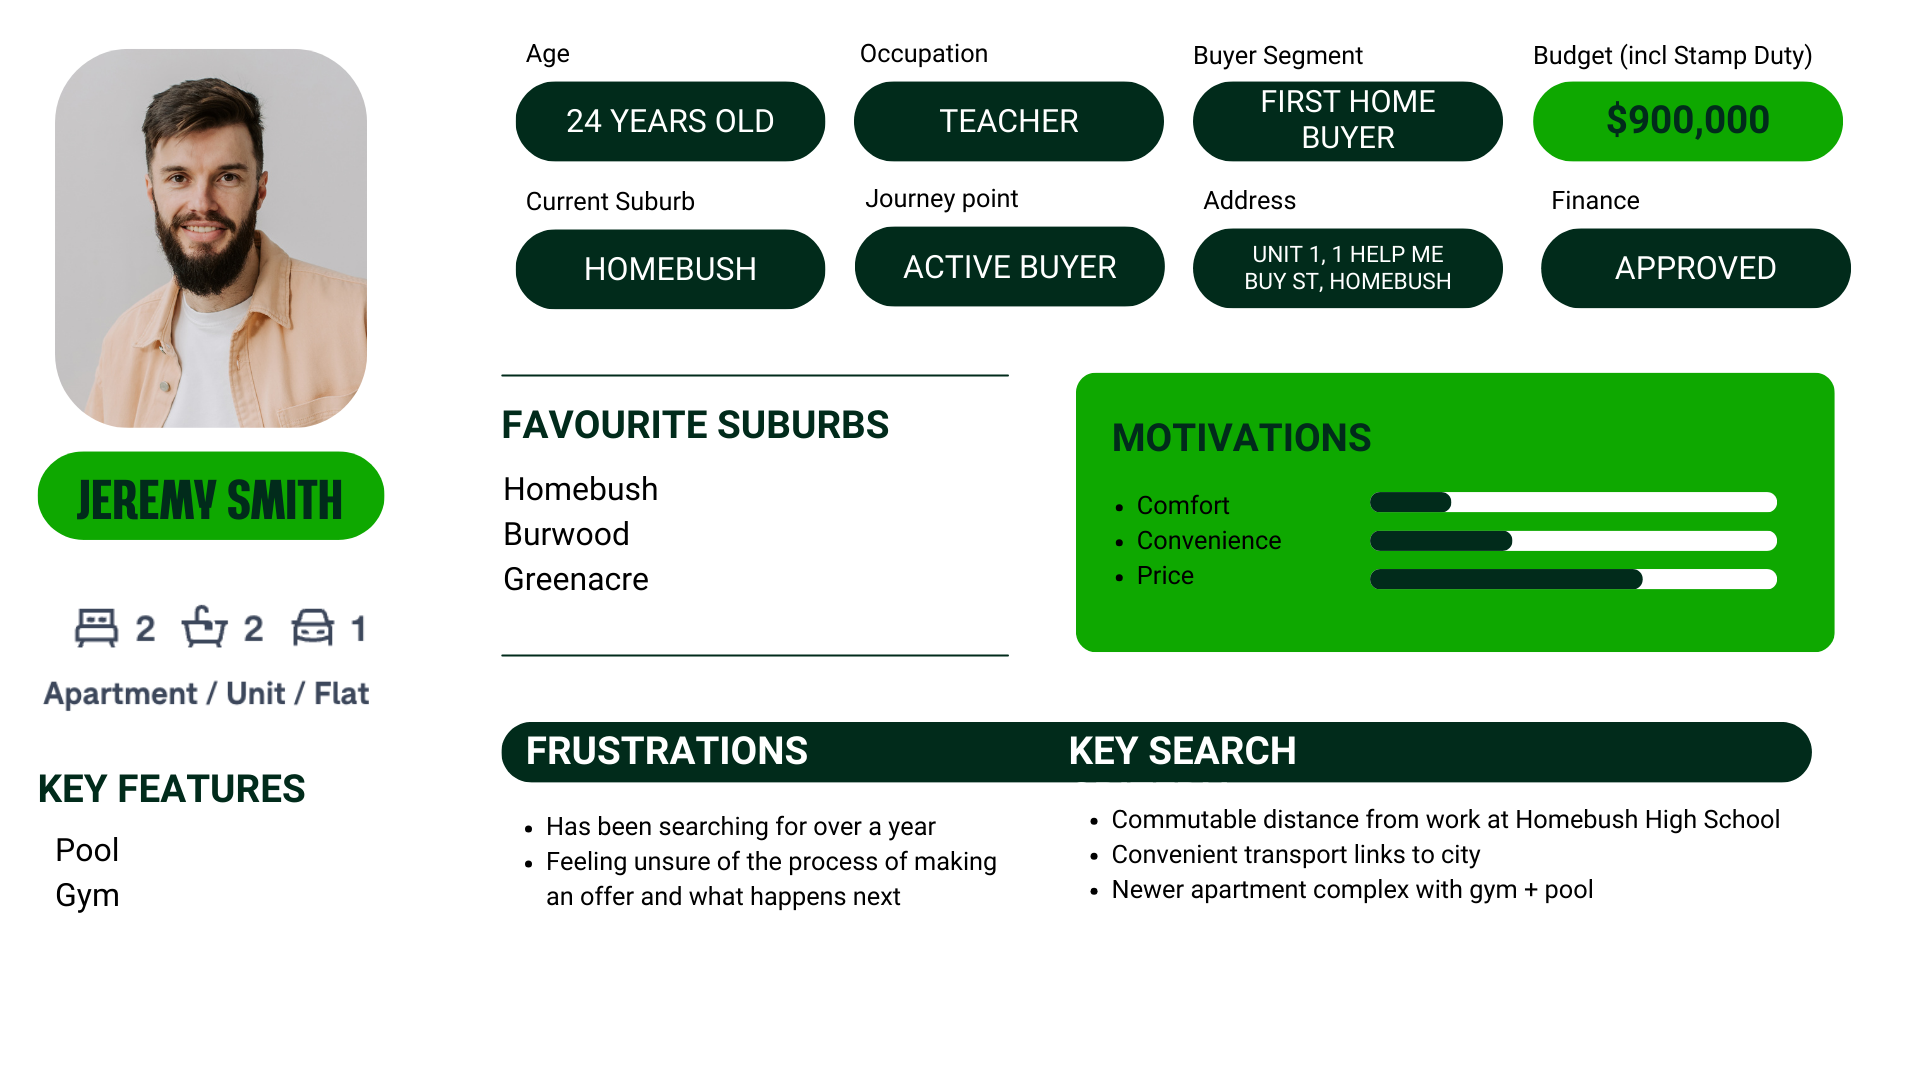 Age
24 YEARS OLD
Occupation
TEACHER
Buyer Segment
FIRST HOME
BUYER
Budget (incl Stamp Duty)
$900,000
Current Suburb
HOMEBUSH
Journey point
ACTIVE BUYER
Address
UNIT 1, 1 HELP ME
BUY ST, HOMEBUSH
Finance
APPROVED
JEREMY SMITH
2 2 1
Apartment / Unit / Flat
KEY FEATURES
Pool
Gym
FAVOURITE SUBURBS
Homebush
Burwood
Greenacre
MOTIVATIONS
• Comfort
• Convenience
• Price
FRUSTRATIONS
• Has been searching for over a year
• Feeling unsure of the process of making
an offer and what happens next
KEY SEARCH
• Commutable distance from work at Homebush High School
• Convenient transport links to city
• Newer apartment complex with gym + pool